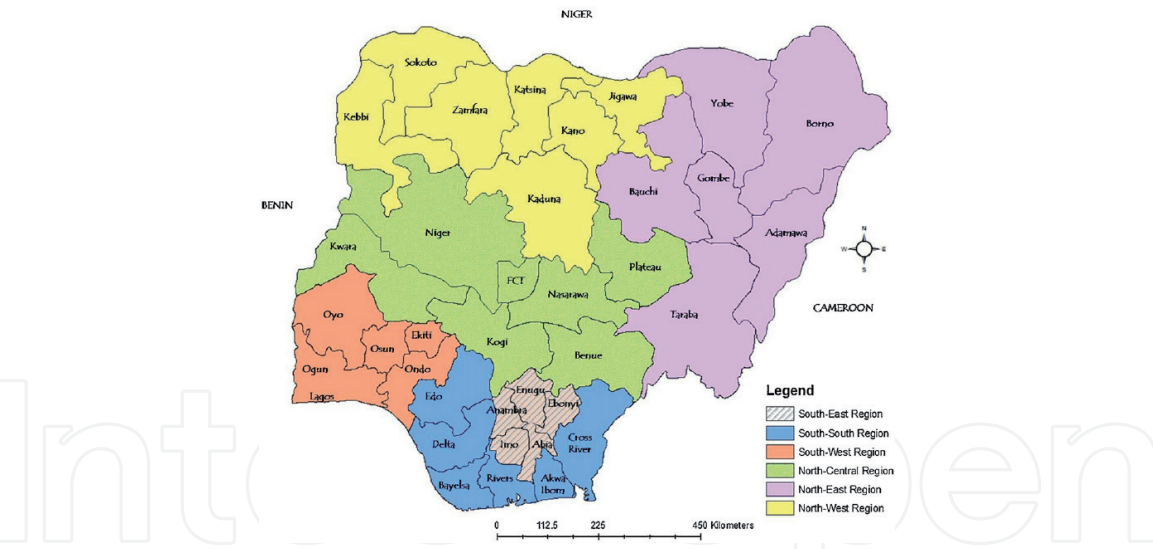 NIGER
Sokoto
Katsina
Jigawa
Yobe
Borno
Kebbi
Zamfara
Kano
Bauchi
Gombe
Kaduna
BENIN
Niger
Adamawa
Kwara
N
W
E
S
Plateau
FCT
Nasarawa
CAMEROON
Oyo
Taraba
Ekiti
Osun
Kogi
Benue
Ogun
Ondo
Lagos
Edo
Enugu
Ebonyi
Anambra
Delta
Imo
Abia
Cross
River
Bayelsa
Rivers
Akwa
Ibom
Legend
South-East Region
South-South Region
South-West Region
North-Central Region
North-East Region
North-West Region
0 112.5 225 450 Kilometers